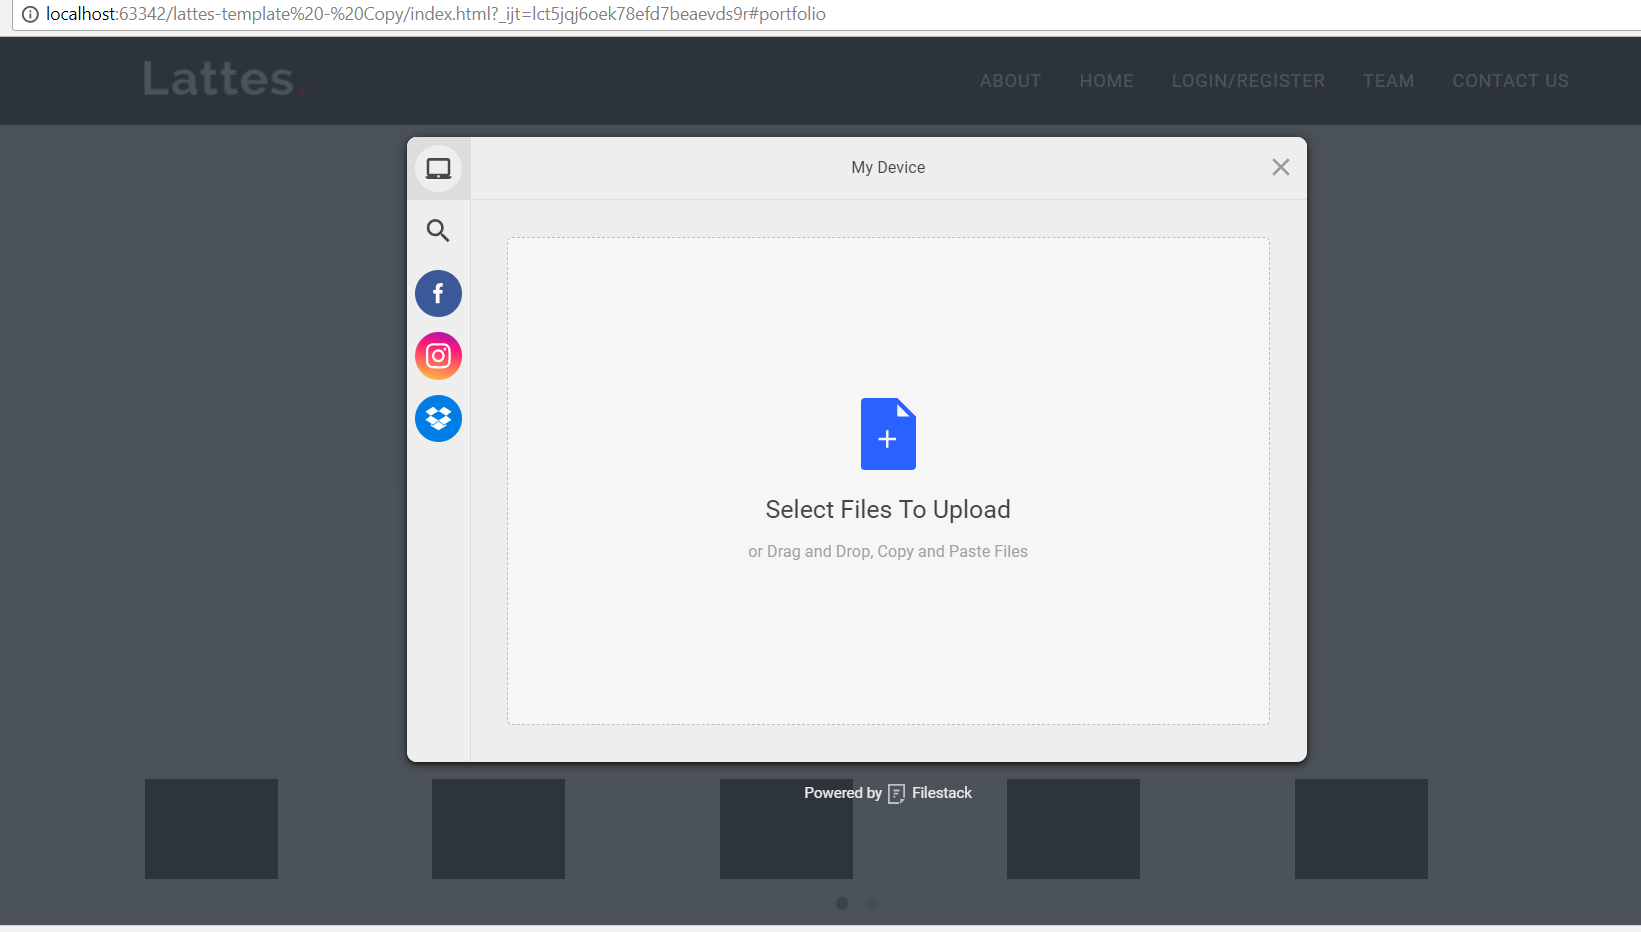 localhost:63342/lattes-template%20-%20Copy/index.html?_ijt=lct5jqj6oek78efd7beaevds9r#portfolio
Lattes.
ABOUT HOME LOGIN/REGISTER TEAM CONTACT US
My Device
Select Files To Upload
or Drag and Drop, Copy and Paste Files
Powered by Filestack